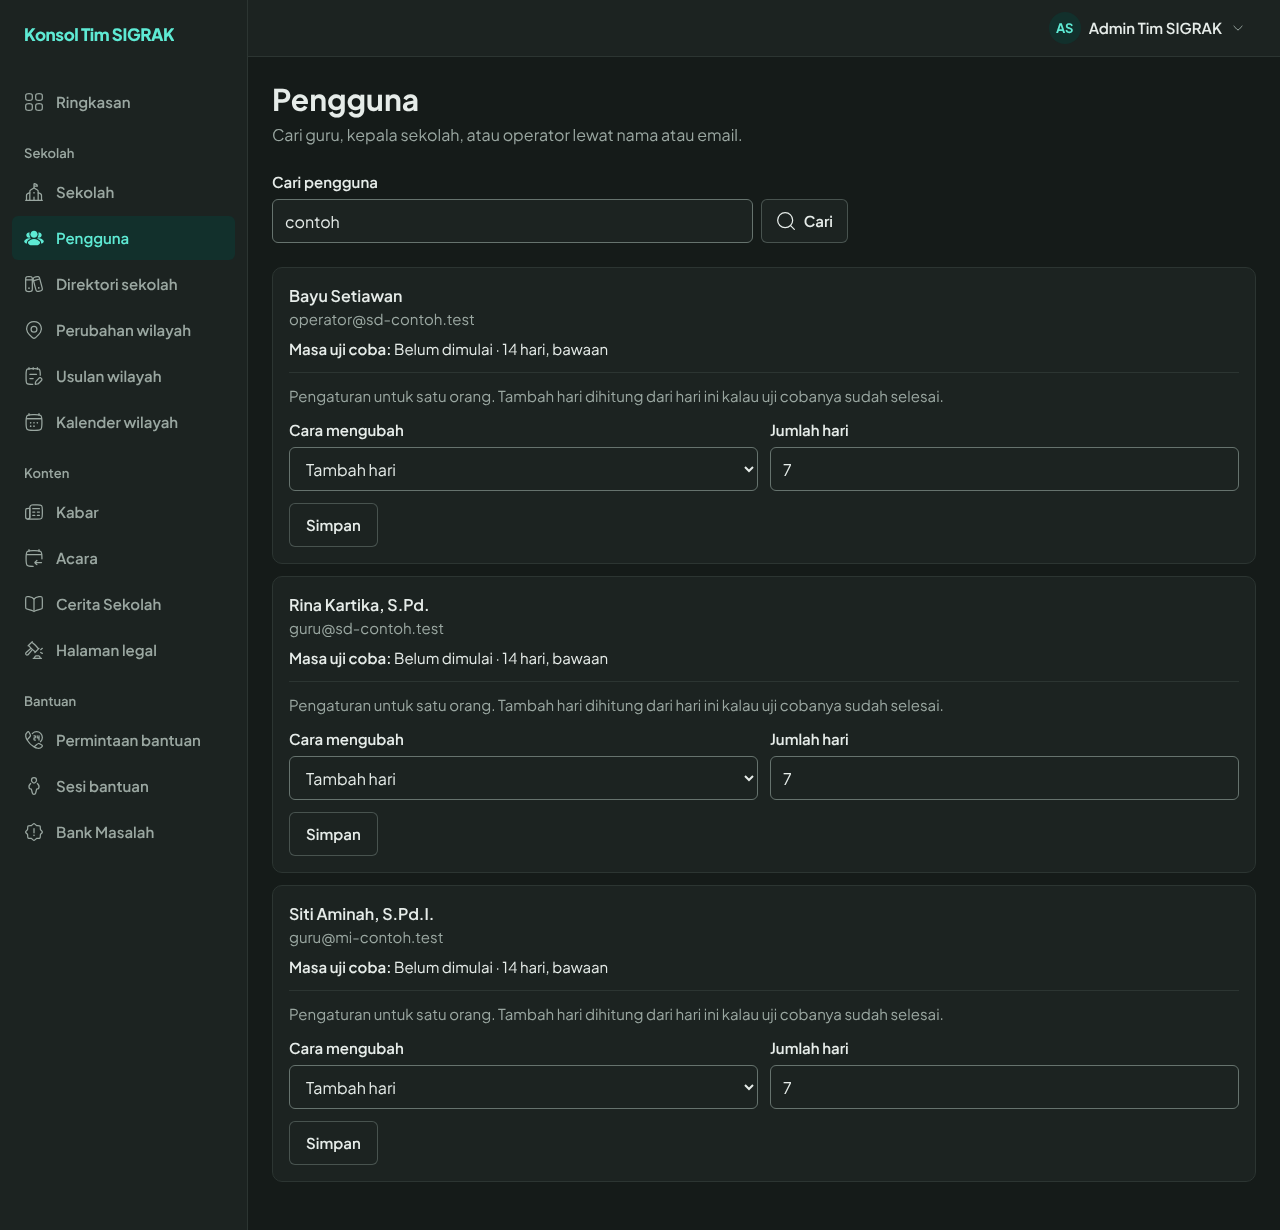 Konsol Tim SIGRAK
AS Admin Tim SIGRAK
Ringkasan
Sekolah
Sekolah
Pengguna
Direktori sekolah
Perubahan wilayah
Usulan wilayah
Kalender wilayah
Konten
Kabar
Acara
Cerita Sekolah
Halaman legal
Bantuan
Permintaan bantuan
Sesi bantuan
Bank Masalah
Pengguna
Cari guru, kepala sekolah, atau operator lewat nama atau email.
Cari pengguna
contoh Cari
Bayu Setiawan
operator@sd-contoh.test
Masa uji coba: Belum dimulai · 14 hari, bawaan
Pengaturan untuk satu orang. Tambah hari dihitung dari hari ini kalau uji cobanya sudah selesai.
Cara mengubah Jumlah hari
Tambah hari 7
Simpan
Rina Kartika, S.Pd.
guru@sd-contoh.test
Masa uji coba: Belum dimulai · 14 hari, bawaan
Pengaturan untuk satu orang. Tambah hari dihitung dari hari ini kalau uji cobanya sudah selesai.
Cara mengubah Jumlah hari
Tambah hari 7
Simpan
Siti Aminah, S.Pd.I.
guru@mi-contoh.test
Masa uji coba: Belum dimulai · 14 hari, bawaan
Pengaturan untuk satu orang. Tambah hari dihitung dari hari ini kalau uji cobanya sudah selesai.
Cara mengubah Jumlah hari
Tambah hari 7
Simpan